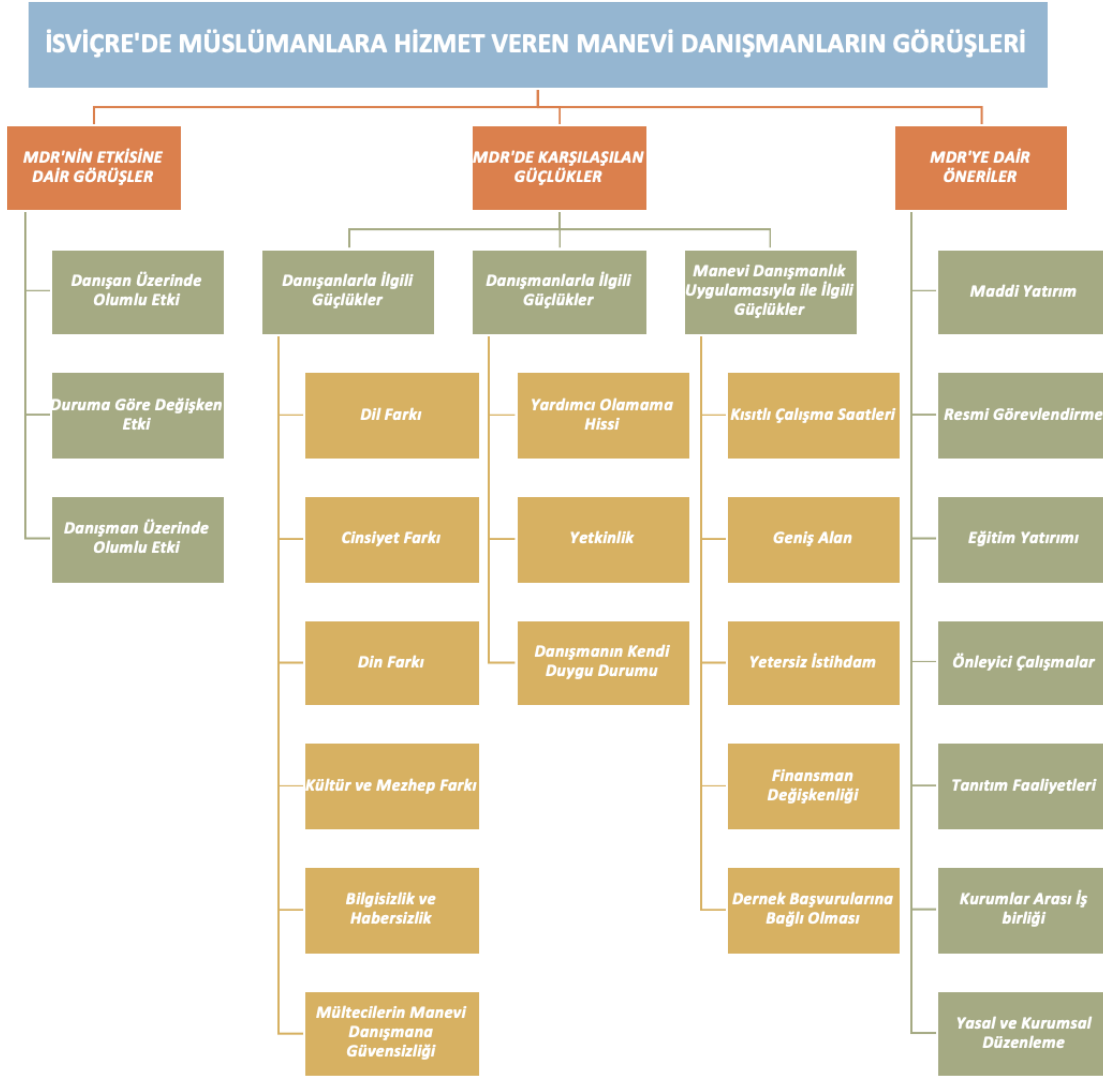 İSVİÇRE'DE MÜSLÜMANLARA HİZMET VEREN MANEVİ DANIŞMANLARIN GÖRÜŞLERİ
MDR'NİN ETKİSİNE
DAİR GÖRÜŞLER
Danışan Üzerinde
Olumlu Etki
Duruma Göre Değişken
Etki
Danışman Üzerinde
Olumlu Etki
MDR'DE KARŞILAŞILAN
GÜÇLÜKLER
Danışanlarla İlgili
Güçlükler
Dil Farkı
Cinsiyet Farkı
Din Farkı
Kültür ve Mezhep Farkı
Bilgisizlik ve
Habersizlik
Mültecilerin Manevi
Danışmana
Güvensizliği
Danışmanlarla İlgili
Güçlükler
Yardımcı Olamama
Hissi
Yetkinlik
Danışmanın Kendi
Duygu Durumu
Manevi Danışmanlık
Uygulamasıyla ile İlgili
Güçlükler
Kısıtlı Çalışma Saatleri
Geniş Alan
Yetersiz İstihdam
Finansman
Değişkenliği
Dernek Başvurularına
Bağlı Olması
MDR'YE DAİR
ÖNERİLER
Maddi Yatırım
Resmi Görevlendirme
Eğitim Yatırımı
Önleyici Çalışmalar
Tanıtım Faaliyetleri
Kurumlar Arası İş
birliği
Yasal ve Kurumsal
Düzenleme